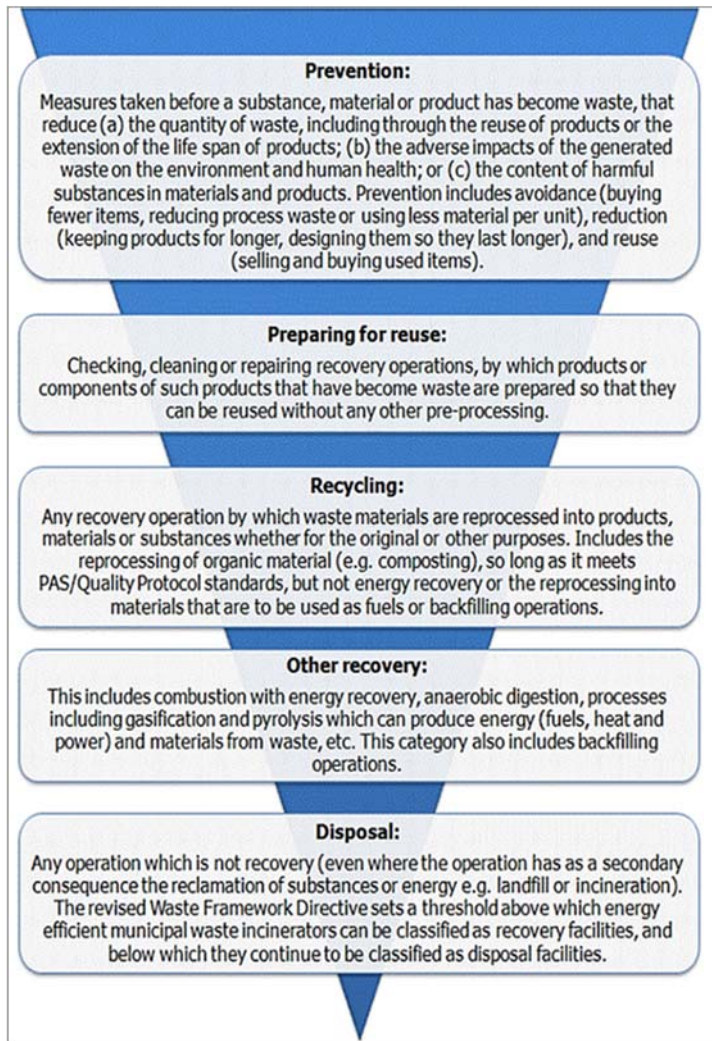 Prevention:
Measures taken before a substance, material or product has become waste, that
reduce (a) the quantity of waste, including through the reuse of products or the
extension of the life span of products; (b) the adverse impacts of the generated
waste on the environment and human health; or (c) the content of harmful
substances in materials and products. Prevention includes avoidance (buying
fewer items, reducing process waste or using less material per unit), reduction
(keeping products for longer, designing them so they last longer), and reuse
(selling and buying used items).
Preparing for reuse:
Checking, cleaning or repairing recovery operations, by which products or
components of such products that have become waste are prepared so that they
can be reused without any other pre-processing.
Recycling:
Any recovery operation by which waste materials are reprocessed into products,
materials or substances whether for the original or other purposes. Includes the
reprocessing of organic material (e.g. composting), so long as it meets
PAS/Quality Protocol standards, but not energy recovery or the reprocessing into
materials that are to be used as fuels or backfilling operations.
Other recovery:
This includes combustion with energy recovery, anaerobic digestion, processes
including gasification and pyrolysis which can produce energy (fuels, heat and
power) and materials from waste, etc. This category also includes backfilling
operations.
Disposal:
Any operation which is not recovery (even where the operation has as a secondary
consequence the reclamation of substances or energy e.g. landfill or incineration).
The revised Waste Framework Directive sets a threshold above which energy
efficient municipal waste incinerators can be classified as recovery facilities, and
below which they continue to be classified as disposal facilities.